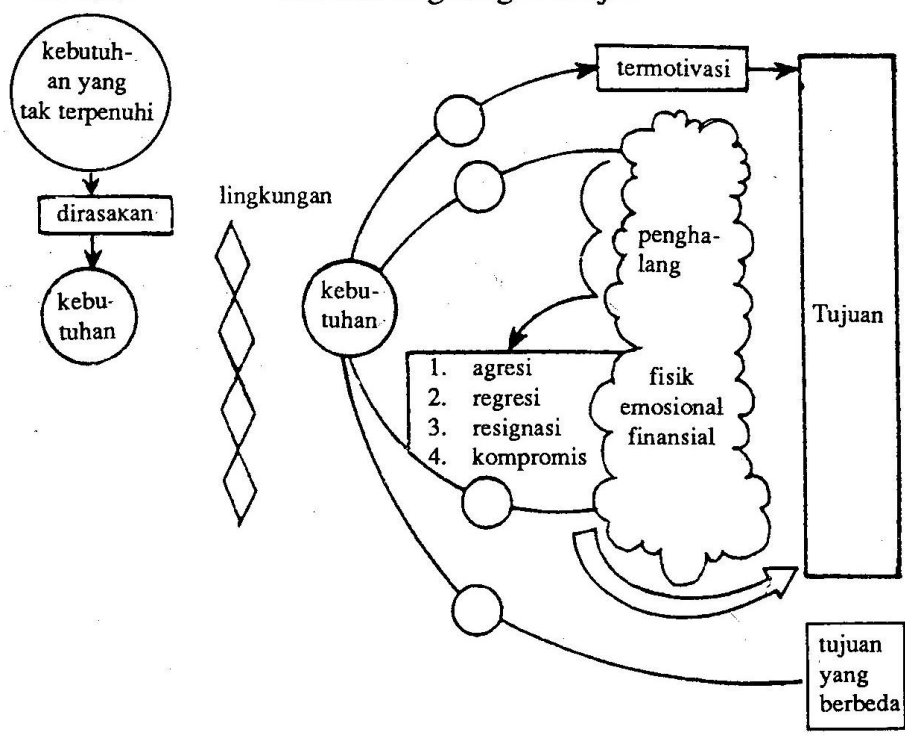 kebutuh-
an yang
tak terpenuhi
dirasakan
kebu-
tuhan
lingkungan
kebu-
tuhan
termotivasi
pengha-
lang
1. agresi
2. regresi
3. resignasi
4. kompromis
fisik
emosional
finansial
Tujuan
tujuan
yang
berbeda